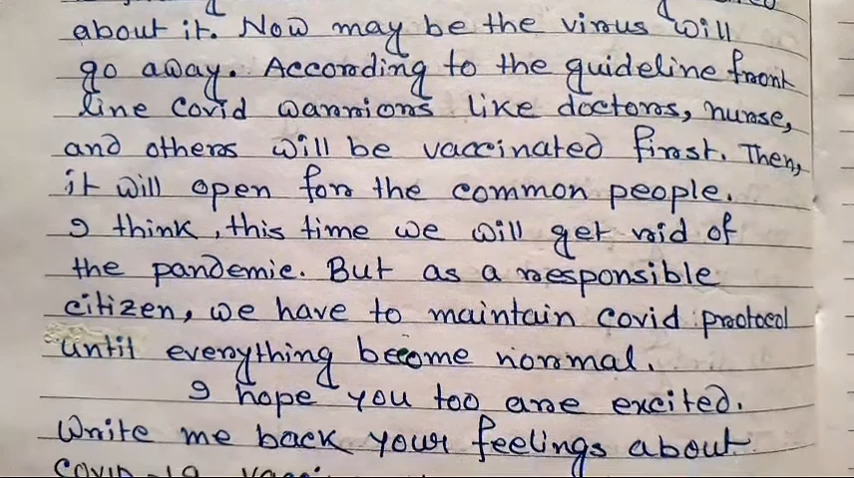 about it. Now may be the virus will
go away. According to the guideline front
line Covid warriors like doctors, nurse,
and others will be vaccinated first. Then,
it will open for the common people.
I think, this time we will get rid of
the pandemic. But as a responsible
citizen, we have to maintain covid protocol
until everything become normal.
I hope you too are excited.
Write me back your feelings about
COVID-19